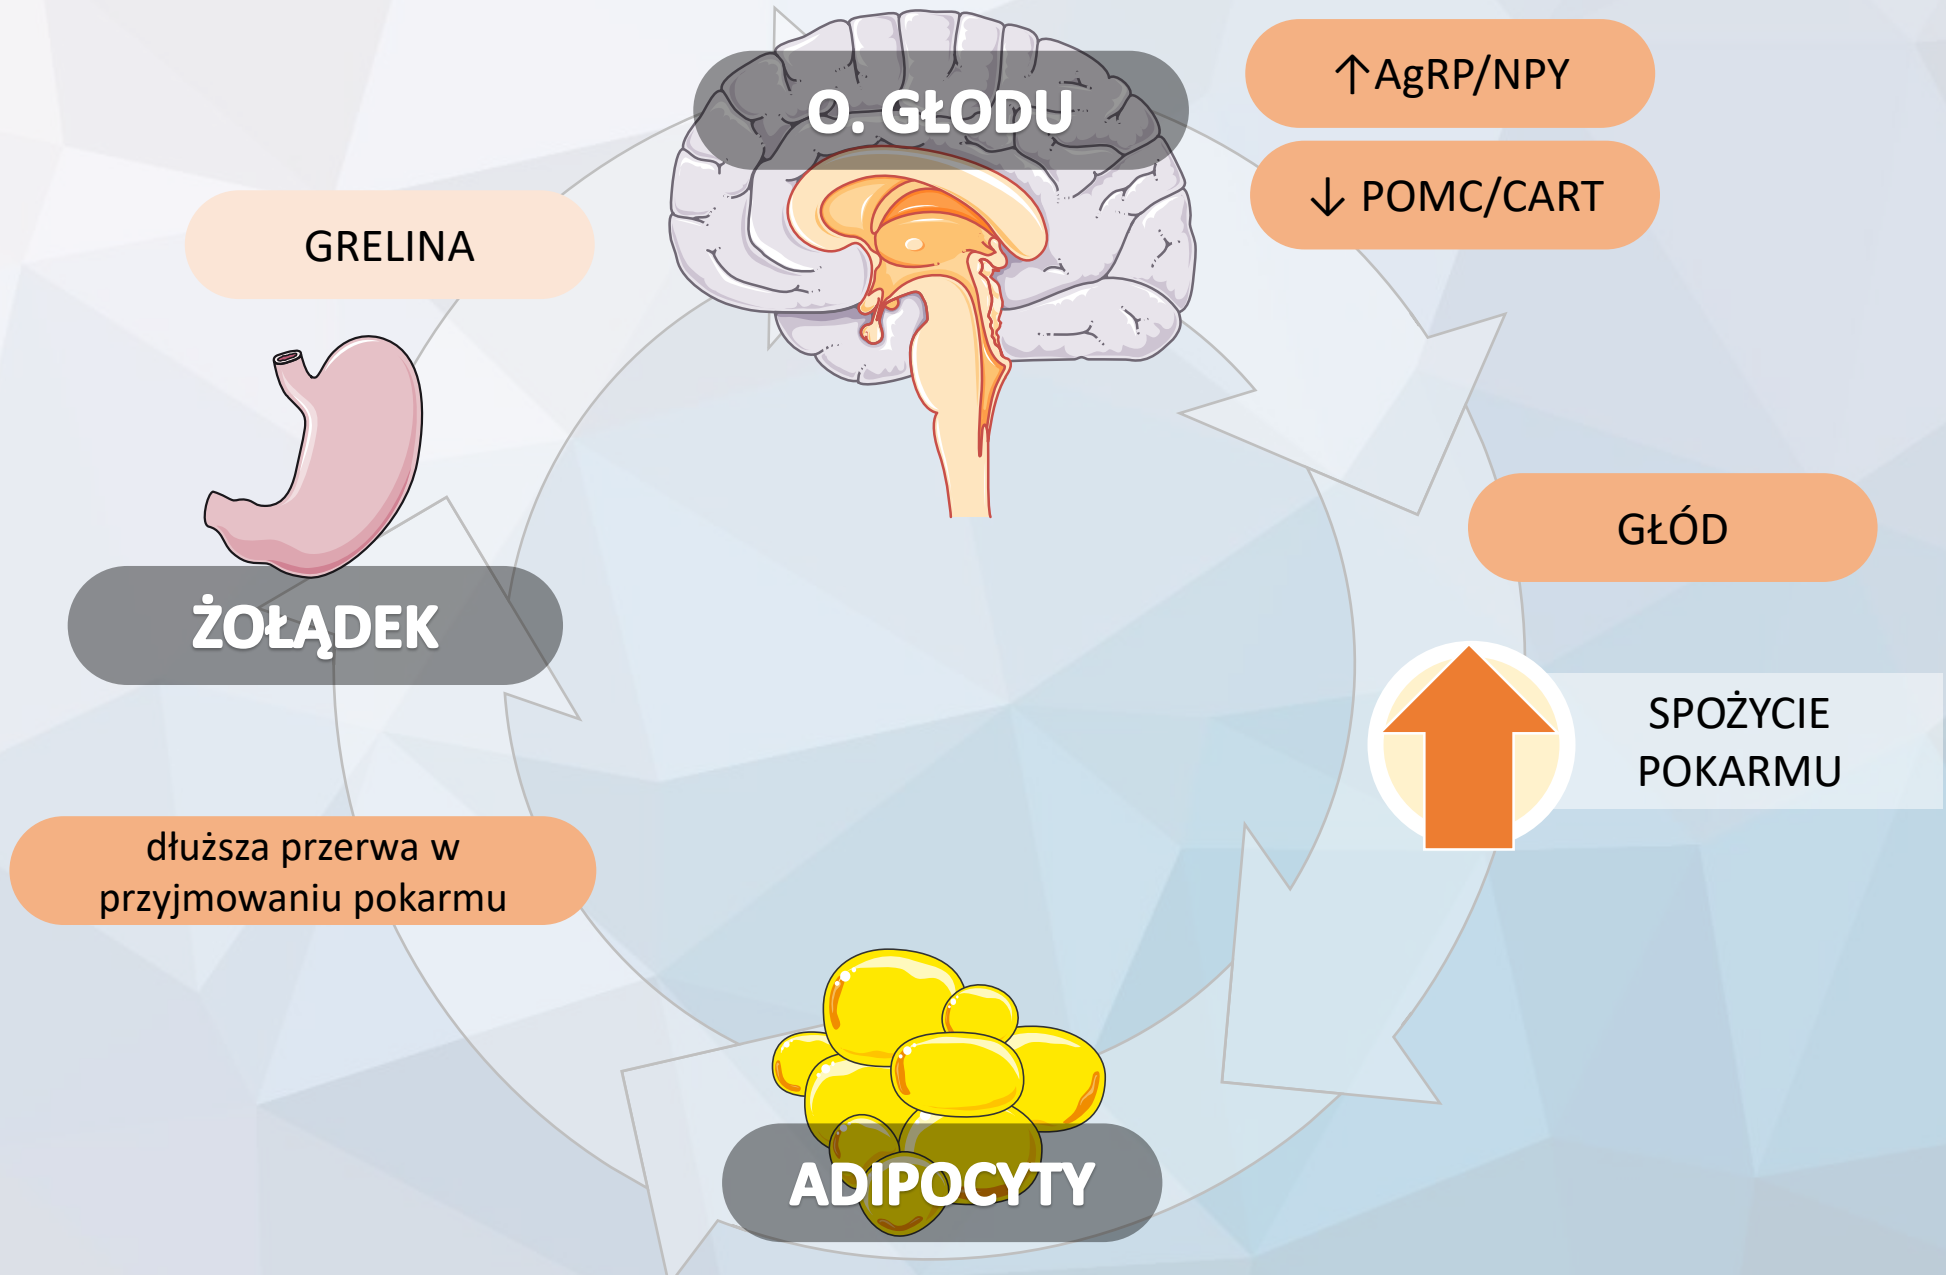 O. GŁODU
↑AgRP/NPY
↓ POMC/CART
GRELINA
GŁÓD
ŻOŁĄDEK
SPOŻYCIE
POKARMU
dłuższa przerwa w
przyjmowaniu pokarmu
ADIPOCYTY